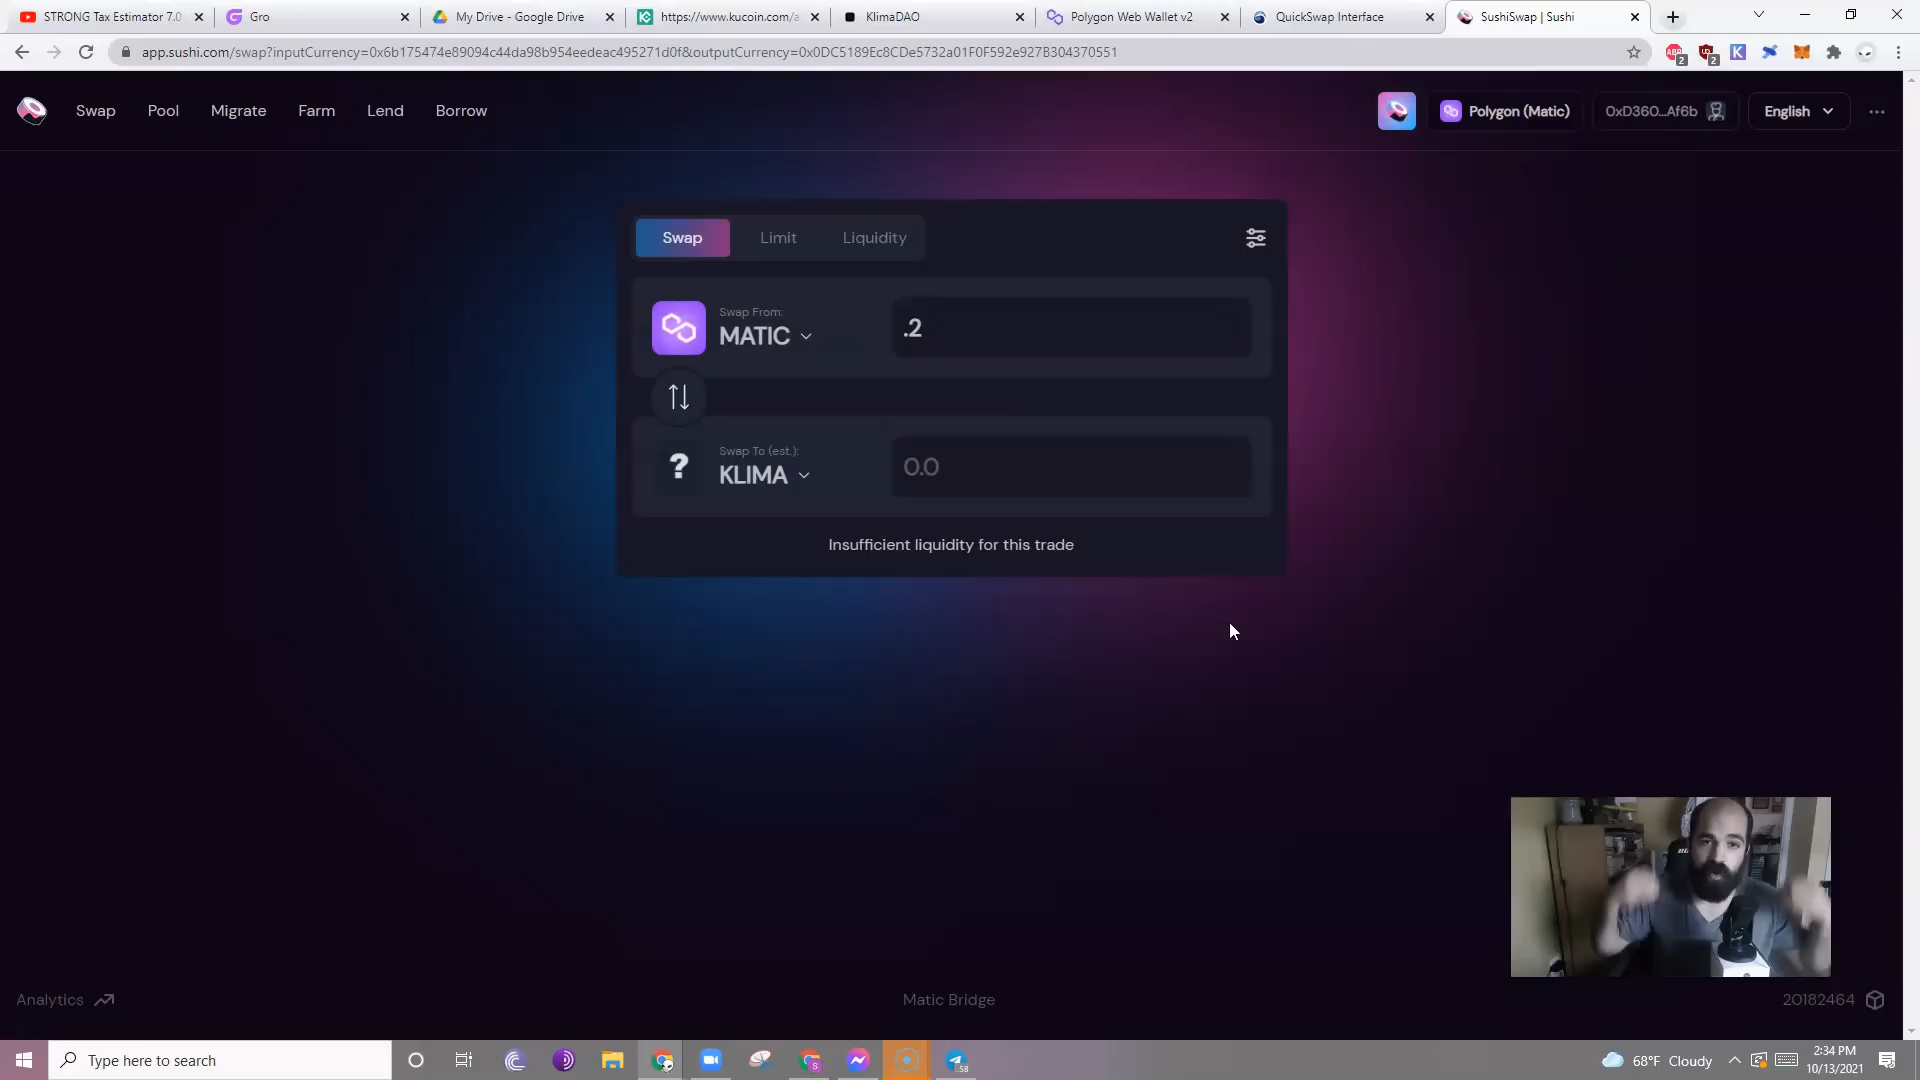 STRONG Tax Estimator 7.0
Gro
My Drive - Google Drive
https://www.kucoin.com/a
KlimaDAO
Polygon Web Wallet v2
QuickSwap Interface
SushiSwap | Sushi
app.sushi.com/swap?inputCurrency=0x6b175474e89094c44da98b954eedeac495271d0f&outputCurrency=0x0DC5189Ec8CDe5732a01F0F592e927B304370551
2
2
K
Swap
Pool
Migrate
Farm
Lend
Borrow
Polygon (Matic)
0xD360...Af6b
English
Swap
Limit
Liquidity
Swap From:
MATIC
.2
?
Swap To (est.):
KLIMA
0.0
Insufficient liquidity for this trade
Analytics
Matic Bridge
20182464
Type here to search
S
58
68°F Cloudy
2:34 PM
10/13/2021